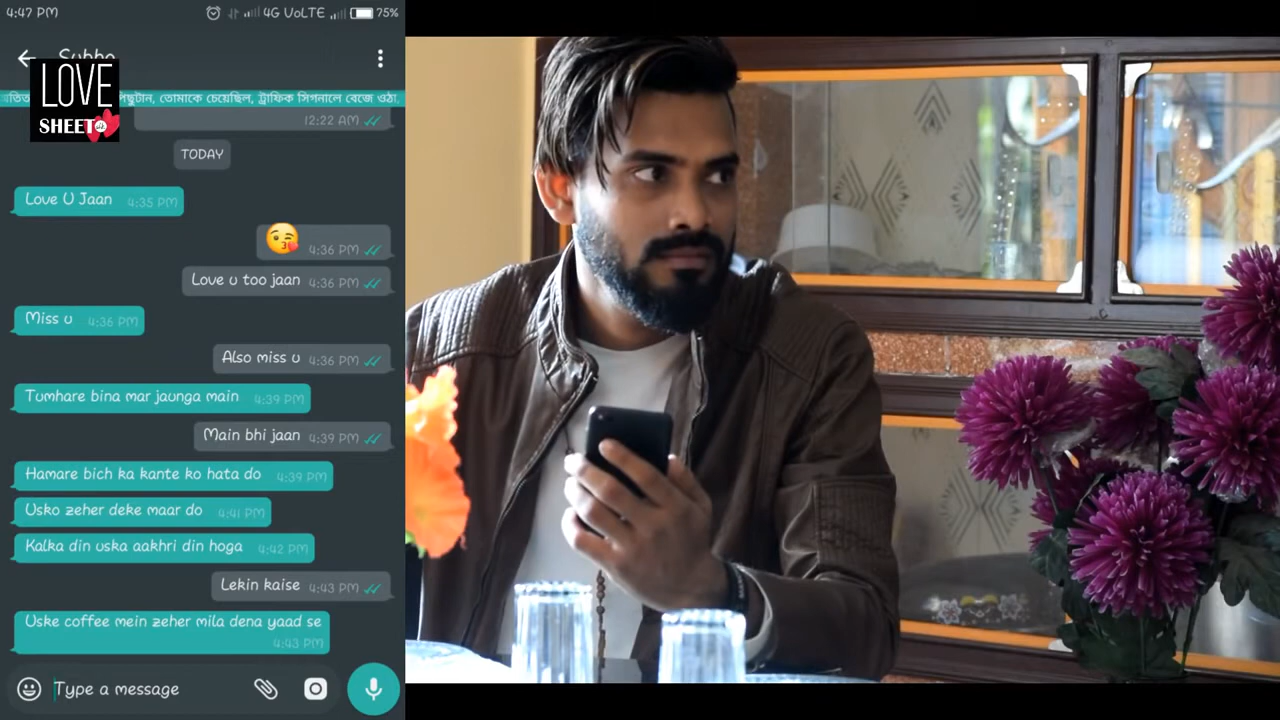 4:47 PM 4G VoLTE 75%
LOVE
SHEET
পিছুটান, তোমাকে চেয়েছিল, ট্রাফিক সিগনালে বেজে ওঠা,
12:22 AM
TODAY
Love U Jaan 4:35 PM
😘 4:36 PM
Love u too jaan 4:36 PM
Miss u 4:36 PM
Also miss u 4:36 PM
Tumhare bina mar jaunga main 4:39 PM
Main bhi jaan 4:39 PM
Hamare bich ka kante ko hata do 4:39 PM
Usko zeher deke maar do 4:41 PM
Kalka din uska aakhri din hoga 4:42 PM
Lekin kaise 4:43 PM
Uske coffee mein zeher mila dena yaad se
4:43 PM
Type a message